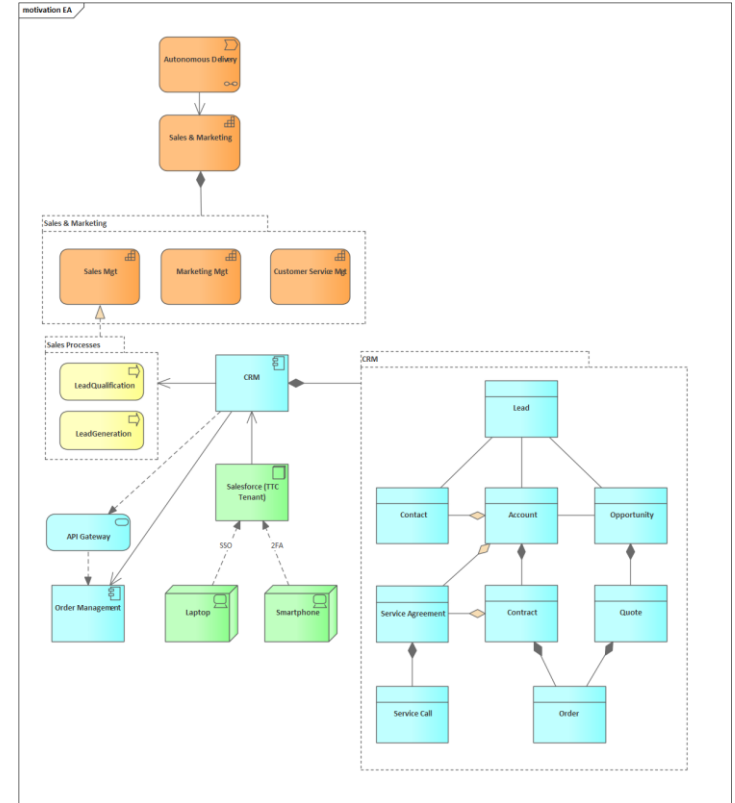 motivation EA
Autonomous Delivery
Sales & Marketing
Sales & Marketing
Sales Mgt
Marketing Mgt
Customer Service Mgt
Sales Processes
LeadQualification
LeadGeneration
CRM
CRM
Lead
Salesforce (TTC
Tenant)
Contact
Account
Opportunity
API Gateway
SSO
2FA
Order Management
Laptop
Smartphone
Service Agreement
Contract
Quote
Service Call
Order